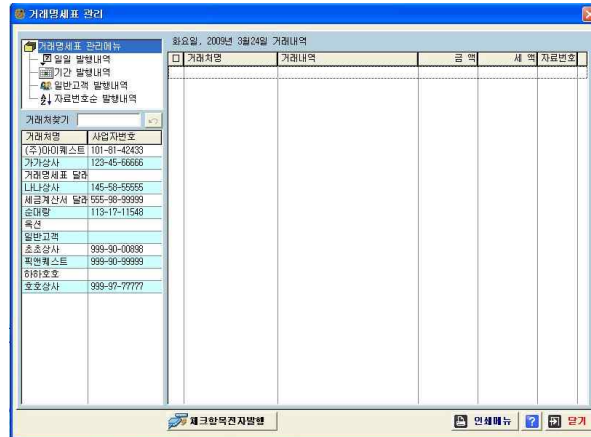 거래명세표 관리
거래명세표 관리메뉴
일일 발행내역
기간 발행내역
일반고객 발행내역
자료번호순 발행내역
거래처찾기
거래처명 사업자번호
(주)아이퀘스트 101-81-42433
가가상사 123-45-66666
거래명세표 달라
나나상사 145-58-55555
세금계산서 달라 555-98-99999
순대랑 113-17-11548
옥션
일반고객
초초상사 999-90-00898
픽앤퀘스트 999-90-99999
하하호호
호호상사 999-97-77777
화요일, 2009년 3월24일 거래내역
거래처명 거래내역 금 액 세 액 자료번호
체크항목전자발행
인쇄메뉴 ? 닫기